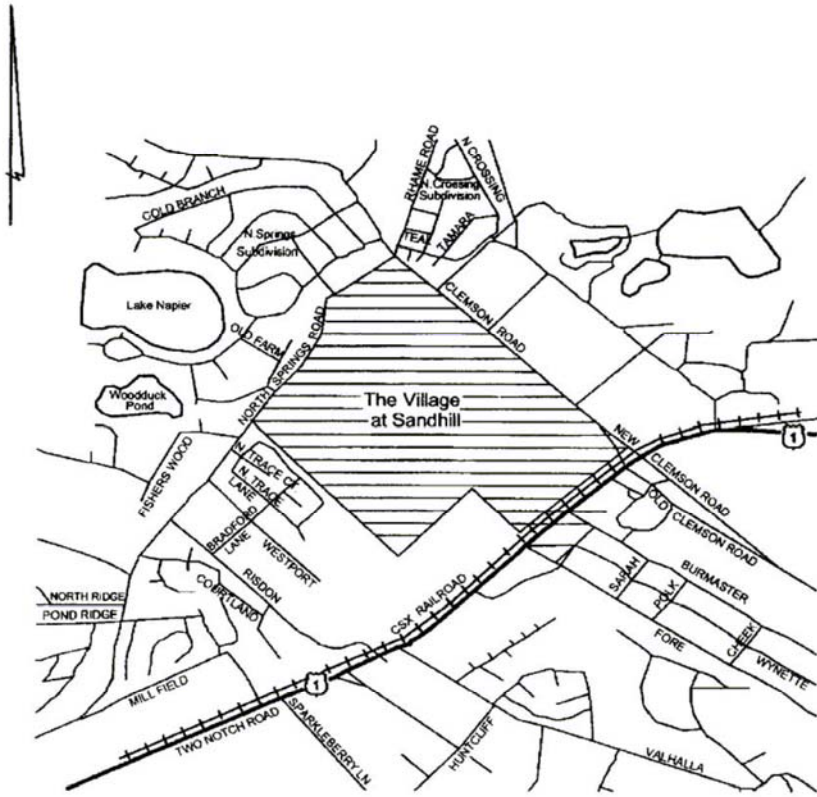 N
RHAME ROAD
N CROSSING
N.Crossing
Subdivision
COLD BRANCH
TEAL
TAMARA
N Springs
Subdivision
Lake Napier
CLEMSON ROAD
OLD FARM
NORTH SPRINGS ROAD
The Village
at Sandhill
Woodduck
Pond
NEW CLEMSON ROAD
1
N TRACE CF
N. TRACE
LANE
FISHERS WOOD
OLD CLEMSON ROAD
BRADFORD
LANE
WESTPORT
RISDON
COURTLAND
SARAH
POLK
BURMASTER
NORTH RIDGE
POND RIDGE
CSX RAILROAD
FORE
CHEEK
WYNETTE
1
MILL FIELD
TWO NOTCH ROAD
SPARKLEBERRY LN
HUNTCLIFF
VALHALLA